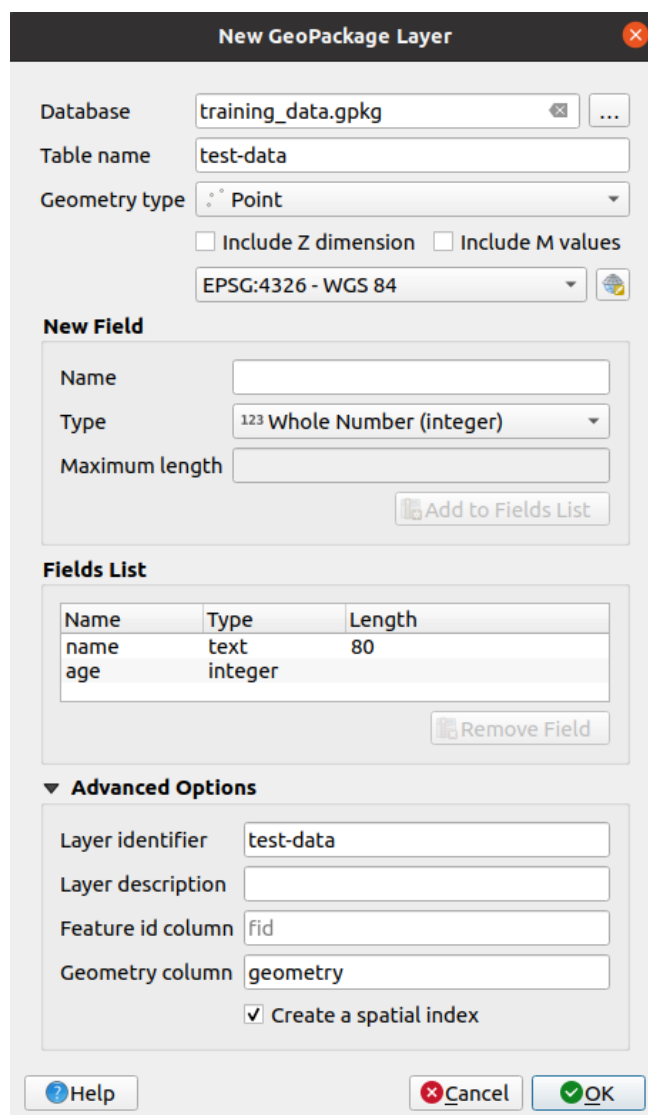 New GeoPackage Layer
Database training_data.gpkg ...
Table name test-data
Geometry type Point
Include Z dimension Include M values
EPSG:4326 - WGS 84
New Field
Name
Type 123 Whole Number (integer)
Maximum length
Add to Fields List
Fields List
Name Type Length
name text 80
age integer
Remove Field
Advanced Options
Layer identifier test-data
Layer description
Feature id column fid
Geometry column geometry
Create a spatial index
Help Cancel OK